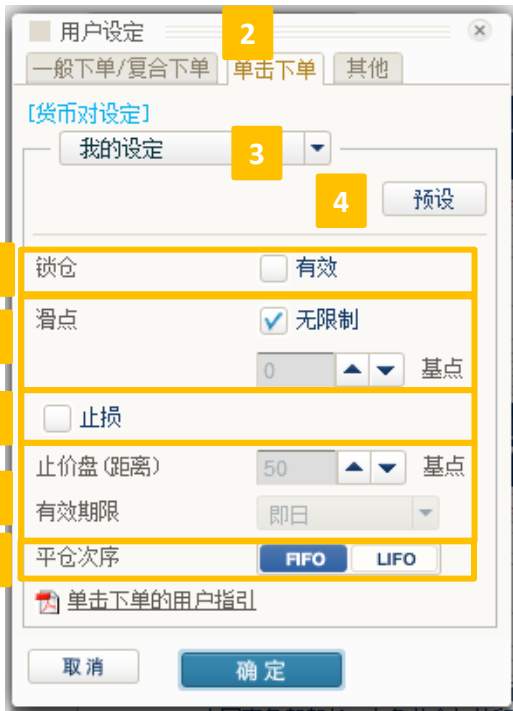 用户设定
2
一般下单/复合下单 单击下单 其他
[货币对设定]
我的设定
3
4
预设
锁仓 有效
滑点 无限制
0 基点
止损
止价盘(距离) 50 基点
有效期限 即日
平仓次序 FIFO LIFO
单击下单的用户指引
取消 确定